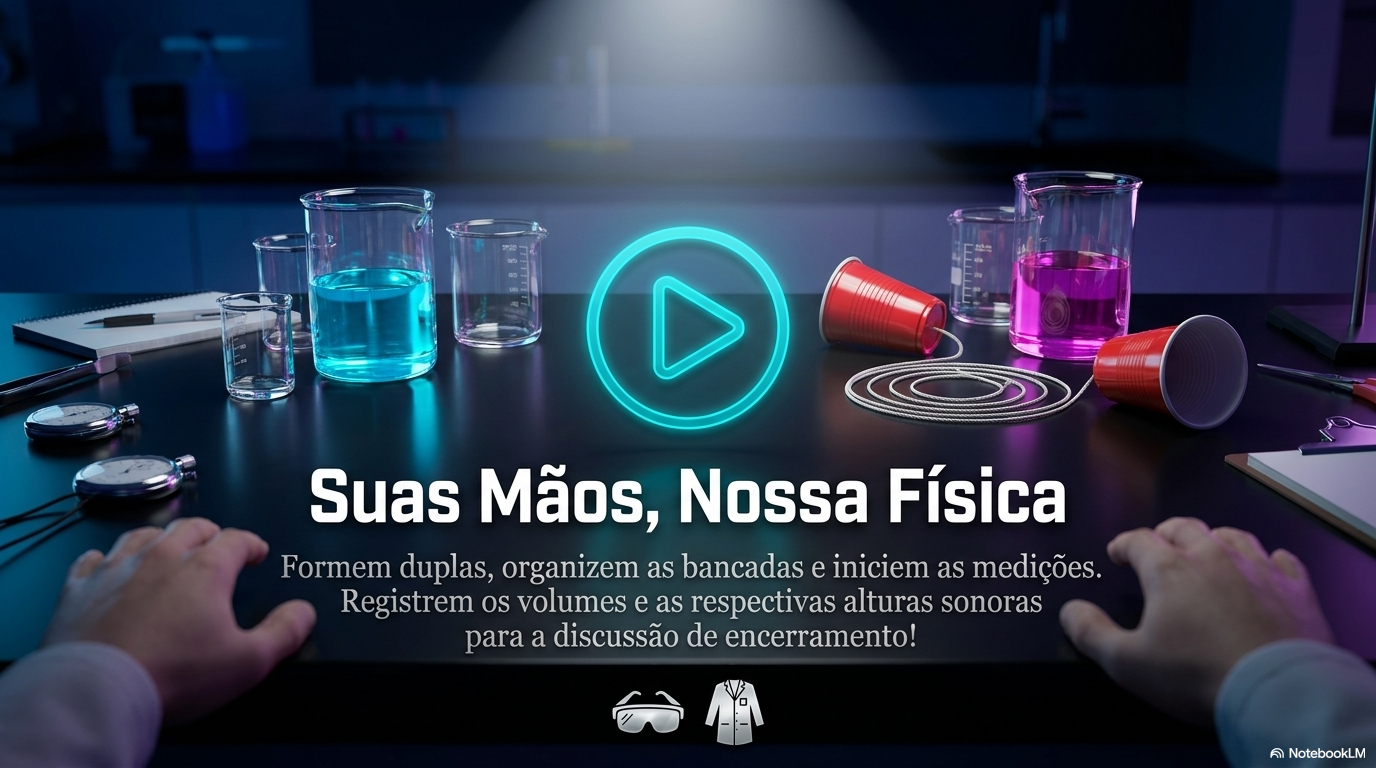 Suas Mãos, Nossa Física
Formem duplas, organizem as bancadas e iniciem as medições.
Registrem os volumes e as respectivas alturas sonoras
para a discussão de encerramento!
NotebookLM